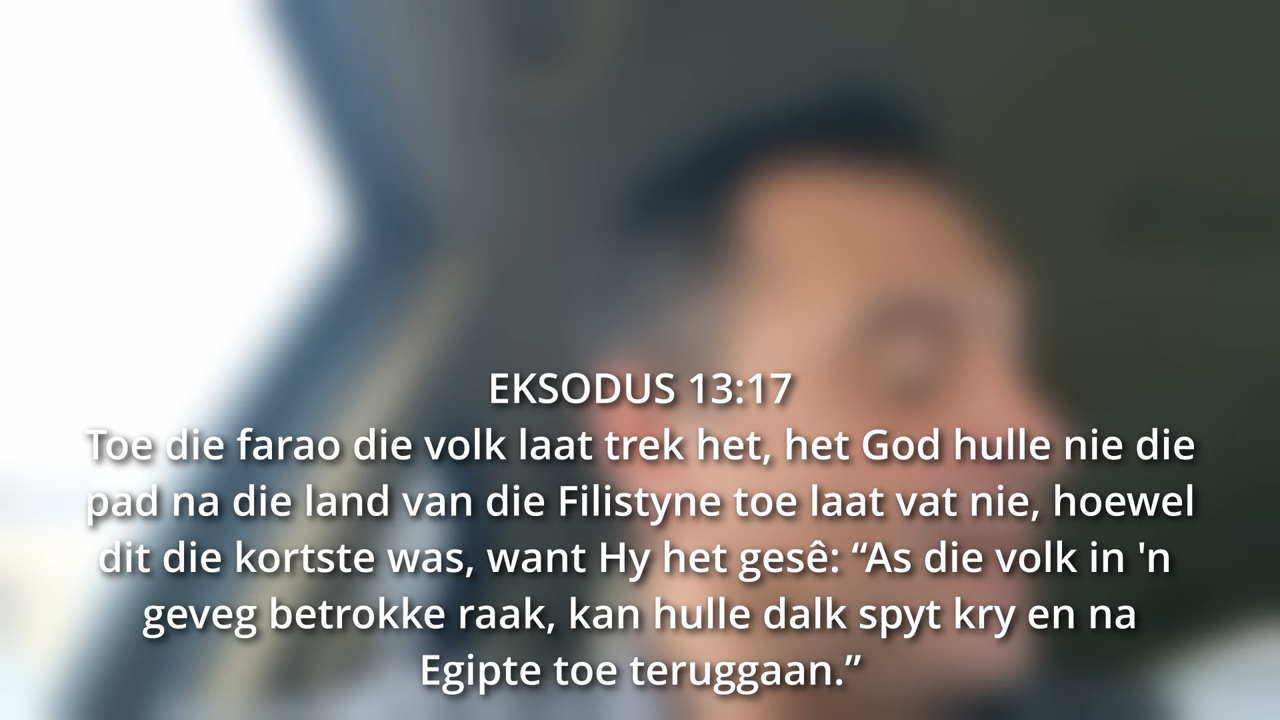 EKSODUS 13:17
Toe die farao die volk laat trek het, het God hulle nie die
pad na die land van die Filistyne toe laat vat nie, hoewel
dit die kortste was, want Hy het gesê: “As die volk in 'n
geveg betrokke raak, kan hulle dalk spyt kry en na
Egipte toe teruggaan.”